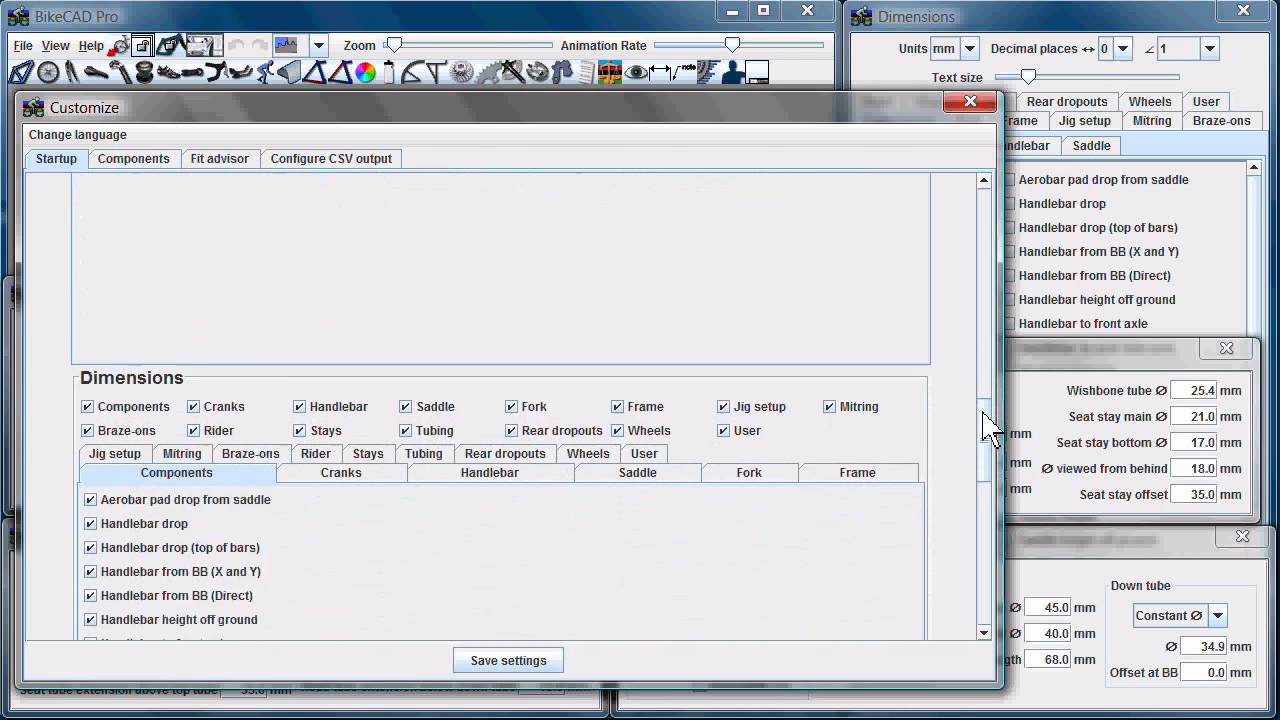 BikeCAD Pro
File View Help Zoom Animation Rate
Dimensions
Units mm Decimal places 0 1
Text size
Rear dropouts Wheels User
Frame Jig setup Mitring Braze-ons
ndlebar Saddle
Aerobar pad drop from saddle
Handlebar drop
Handlebar drop (top of bars)
Handlebar from BB (X and Y)
Handlebar from BB (Direct)
Handlebar height off ground
Handlebar to front axle
Customize
Change language
Startup Components Fit advisor Configure CSV output
Dimensions
Components Cranks Handlebar Saddle Fork Frame Jig setup Mitring
Braze-ons Rider Stays Tubing Rear dropouts Wheels User
Jig setup Mitring Braze-ons Rider Stays Tubing Rear dropouts Wheels User
Components Cranks Handlebar Saddle Fork Frame
Aerobar pad drop from saddle
Handlebar drop
Handlebar drop (top of bars)
Handlebar from BB (X and Y)
Handlebar from BB (Direct)
Handlebar height off ground
Save settings
Wishbone tube Ø 25.4 mm
Seat stay main Ø 21.0 mm
mm
Seat stay bottom Ø 17.0 mm
mm
Ø viewed from behind 18.0 mm
mm
Seat stay offset 35.0 mm
Down tube
Ø 45.0 mm
Constant Ø
Ø 40.0 mm
Ø 34.9 mm
gth 68.0 mm
Offset at BB 0.0 mm
Seat tube extension above top tube 55.0 mm